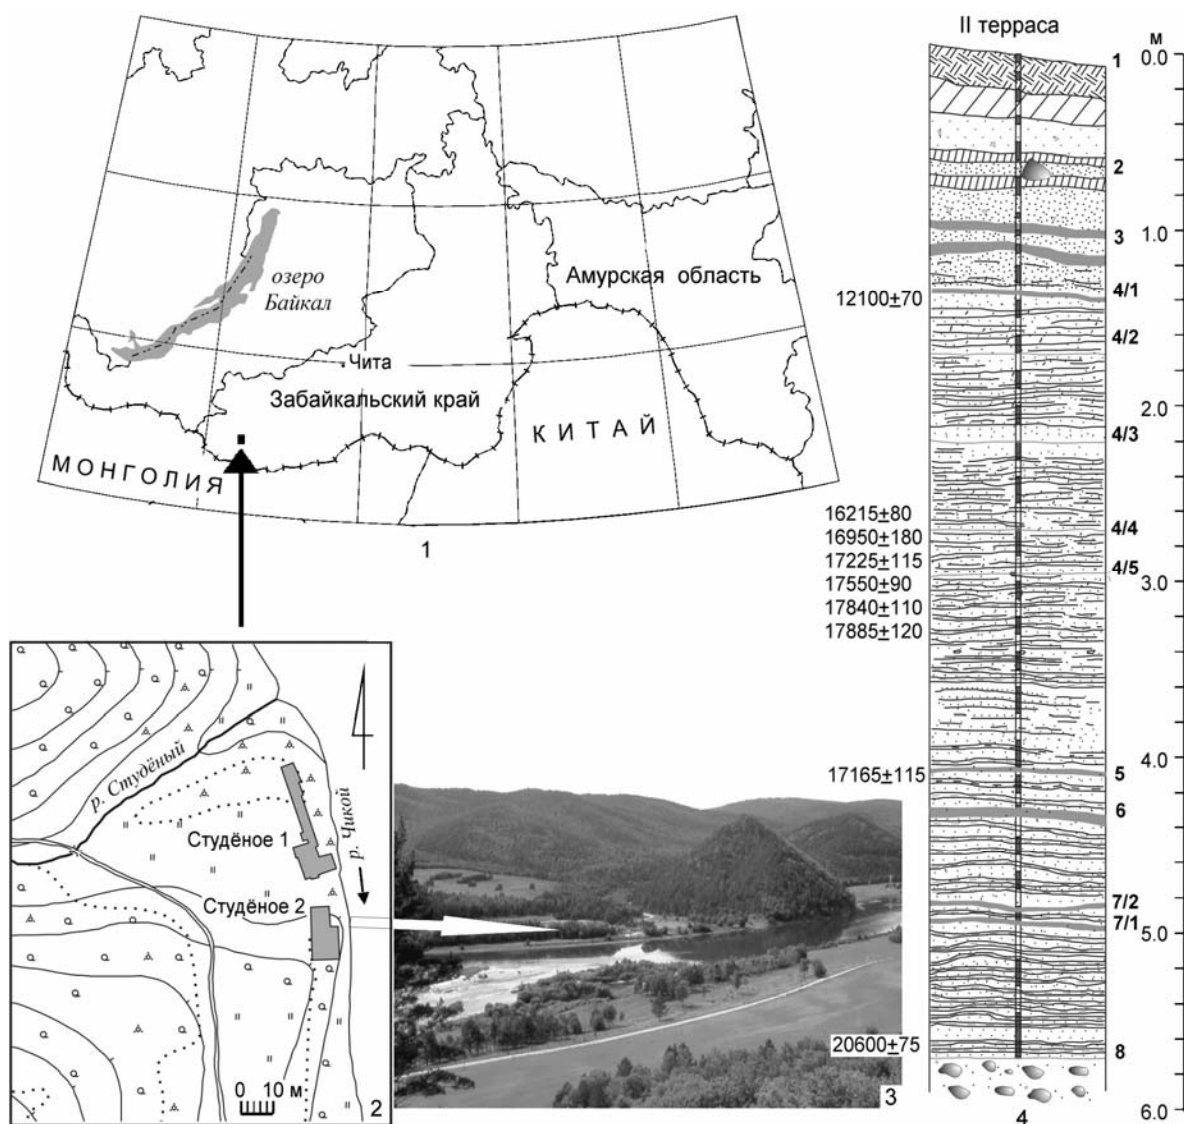 озеро
Байкал
Амурская область
Чита
Забайкальский край
КИТАЙ
МОНГОЛИЯ
1
р. Студёный
р. Чикой
Студёное 1
Студёное 2
0 10 м
2
3
II терраса
м
1
0.0
2
3
1.0
12100±70
4/1
4/2
2.0
4/3
16215±80
4/4
16950±180
17225±115
4/5
17550±90
3.0
17840±110
17885±120
4.0
17165±115
5
6
7/2
7/1
5.0
20600±75
8
6.0
4